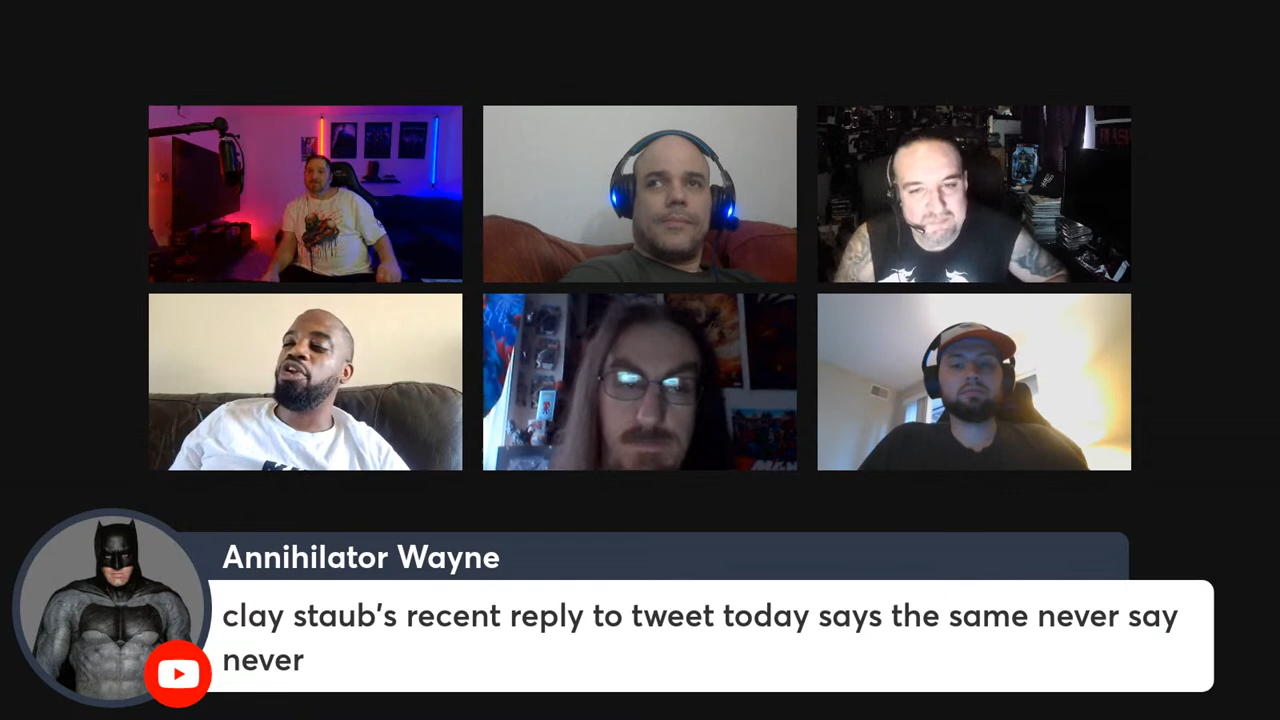 Annihilator Wayne
clay staub's recent reply to tweet today says the same never say
never